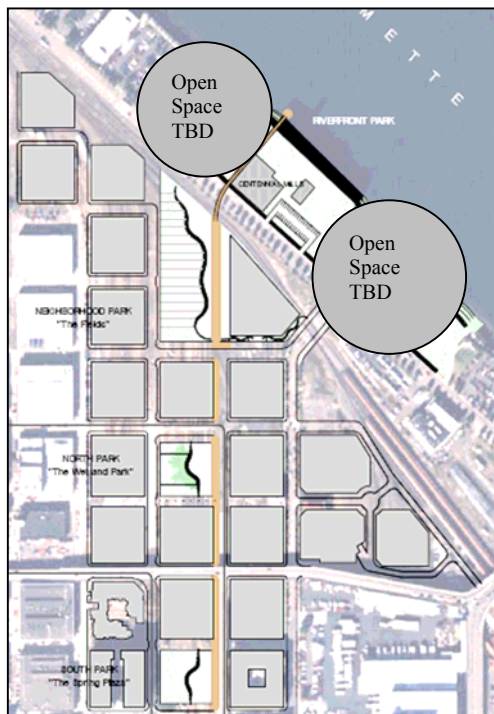 METTE
Open
Space
TBD
RIVERFRONT PARK
CENTENNIAL MILLS
Open
Space
TBD
NEIGHBORHOOD PARK
"The Fields"
NORTH PARK
"The Wetland Park"
SOUTH PARK
"The Spring Plaza"